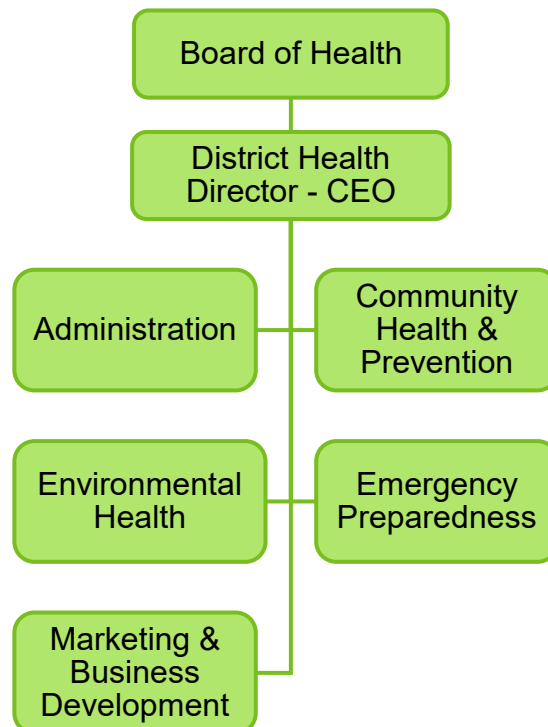 Board of Health
District Health
Director - CEO
Administration
Community
Health &
Prevention
Environmental
Health
Emergency
Preparedness
Marketing &
Business
Development